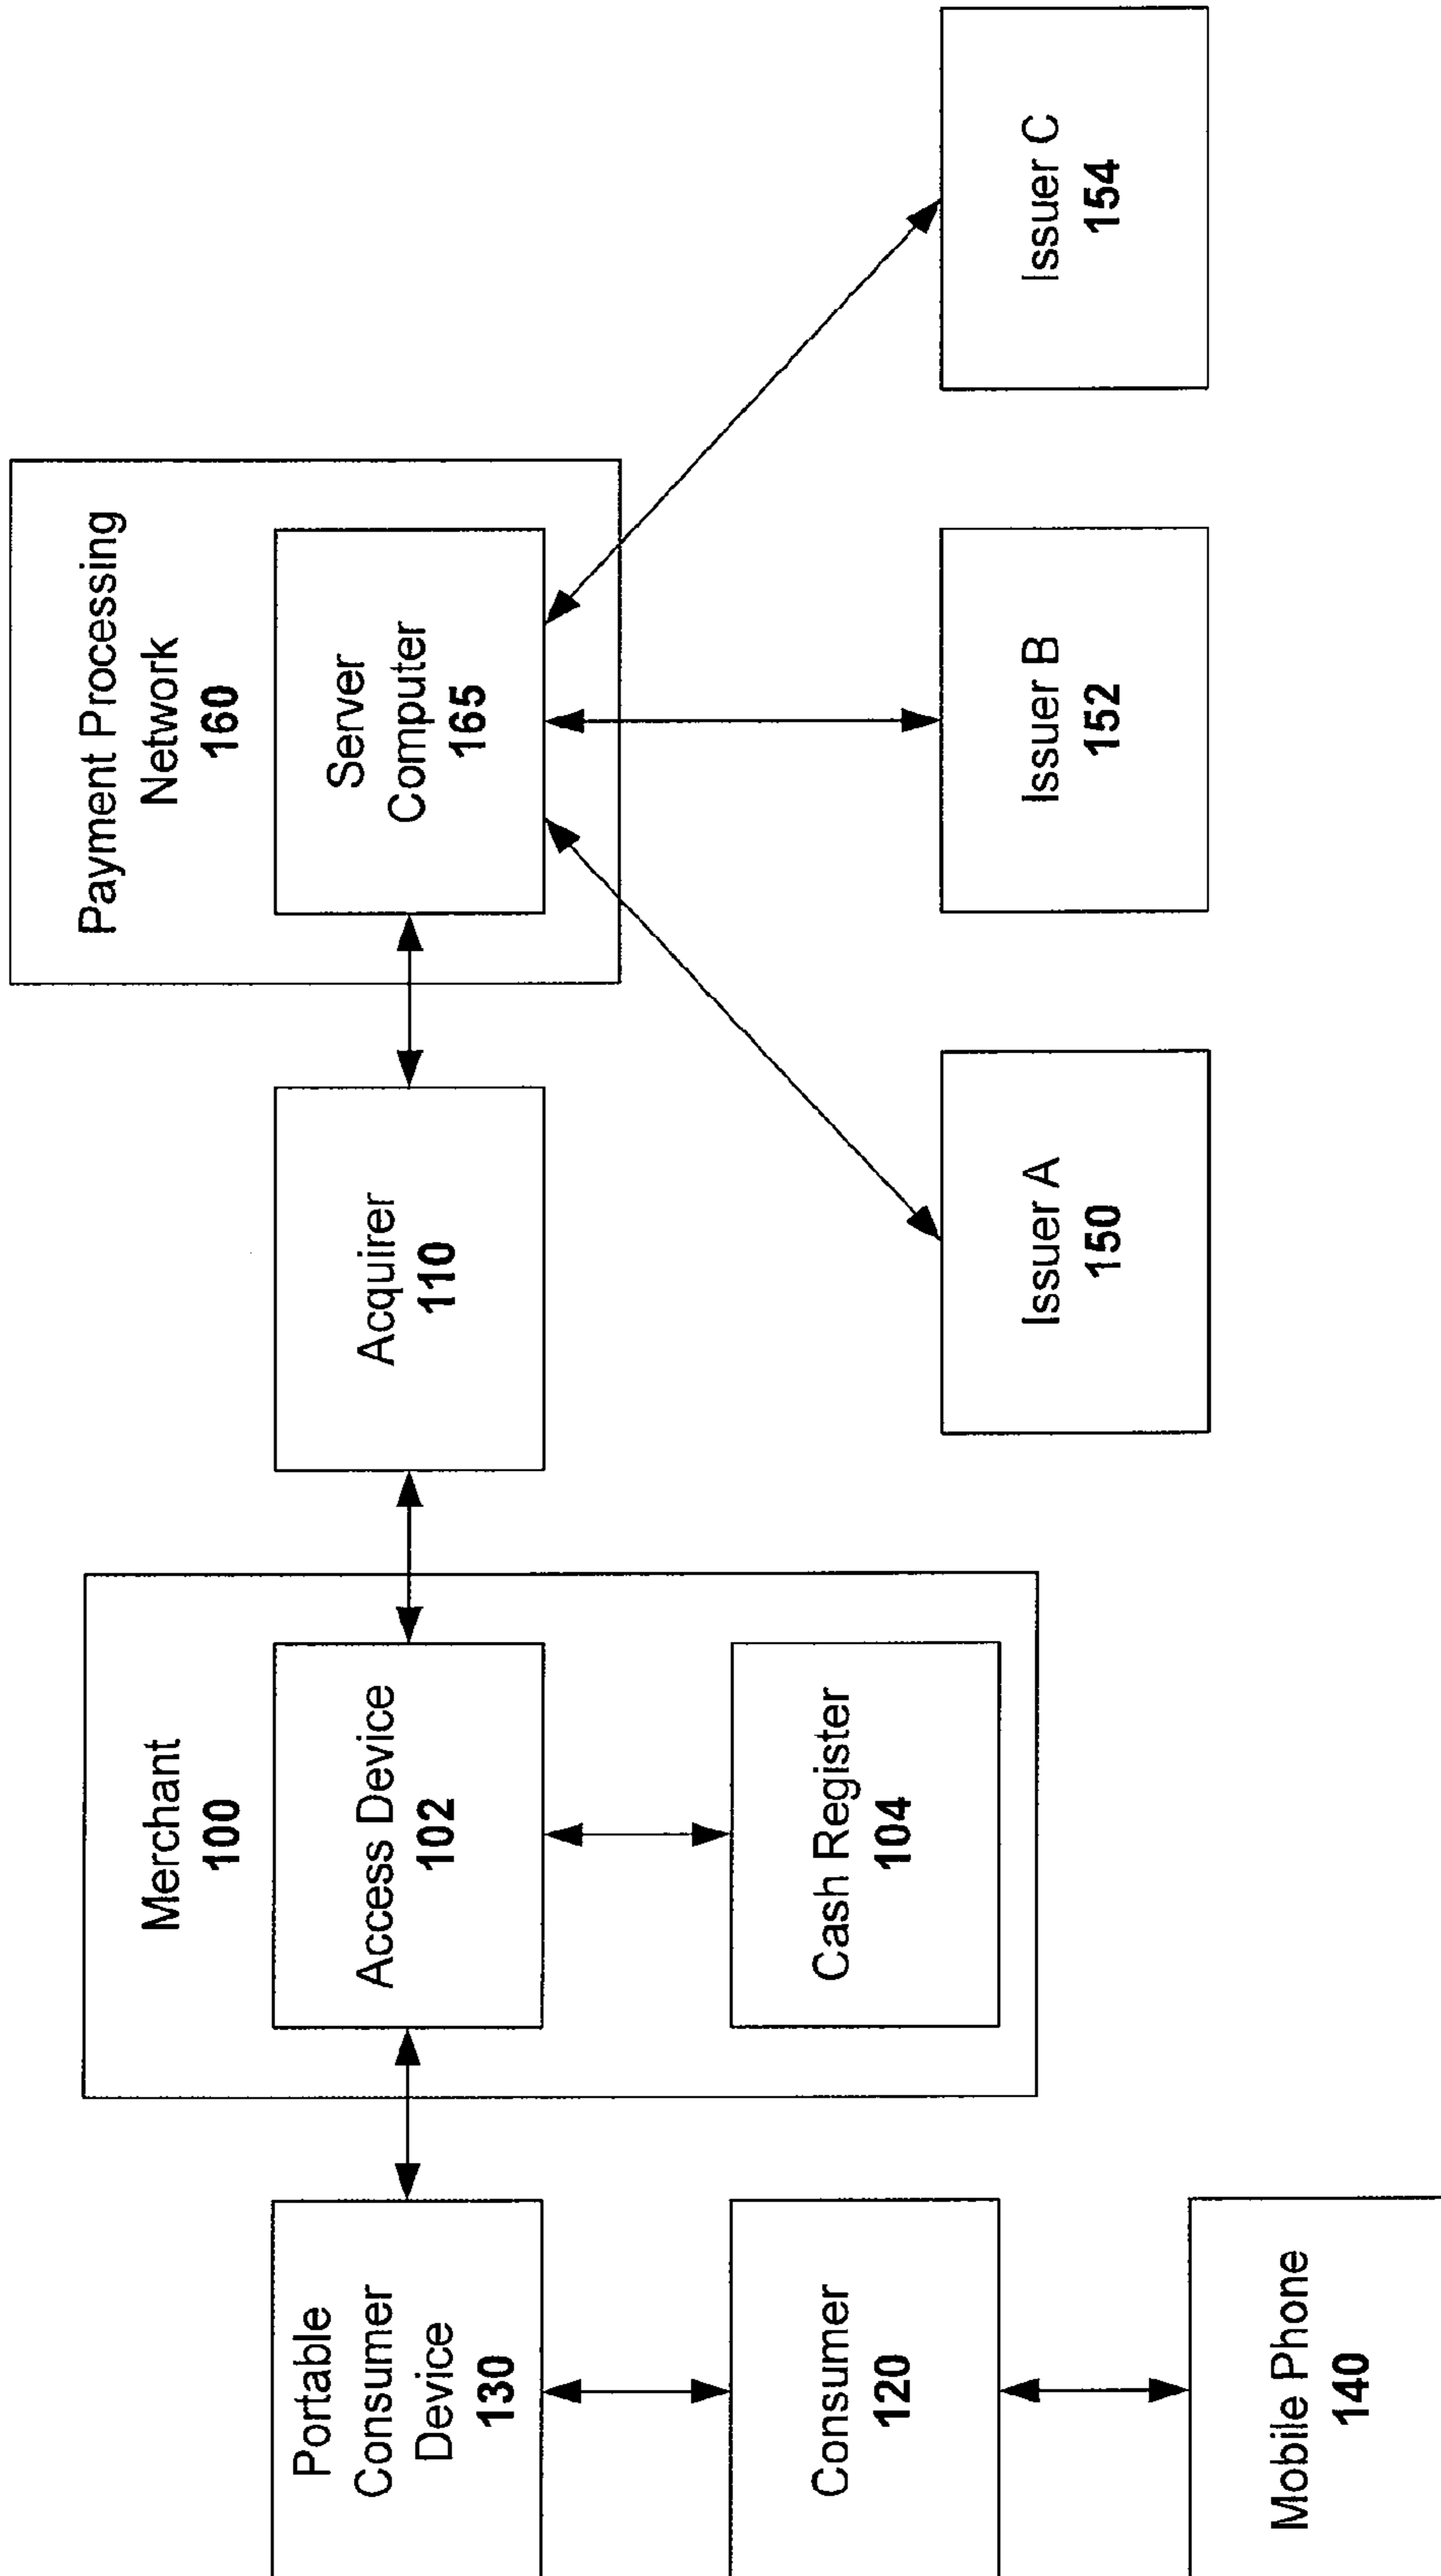 Portable
Consumer
Device
130
Consumer
120
Mobile Phone
140
Merchant
100
Access Device
102
Cash Register
104
Acquirer
110
Payment Processing
Network
160
Server
Computer
165
Issuer A
150
Issuer B
152
Issuer C
154